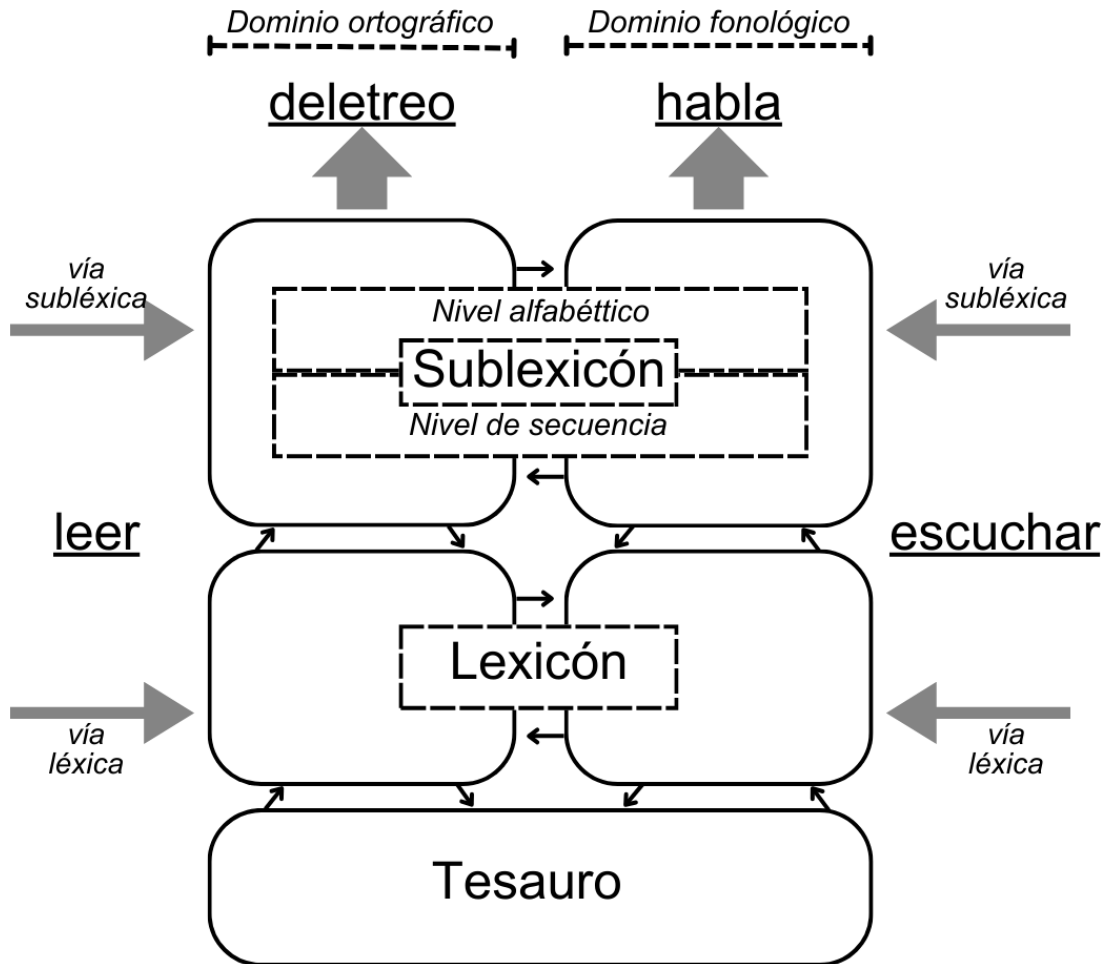 Dominio ortográfico
Dominio fonológico
deletreo
habla
vía
subléxica
vía
subléxica
Nivel alfabéttico
Sublexicón
Nivel de secuencia
leer
escuchar
Lexicón
vía
léxica
vía
léxica
Tesauro